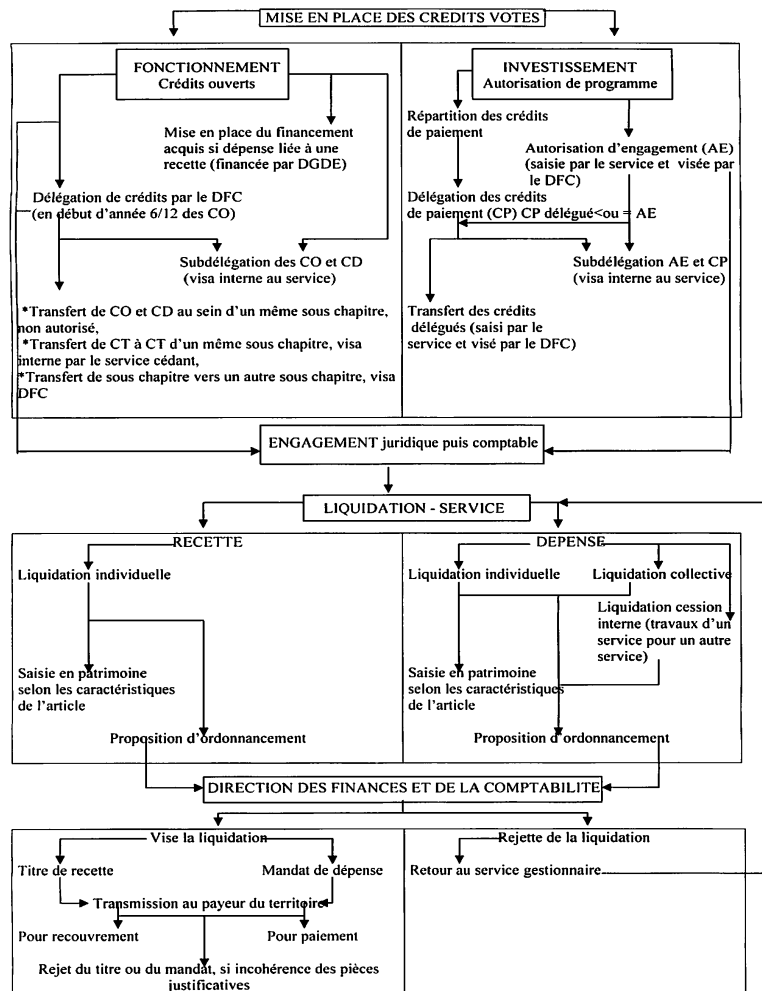 MISE EN PLACE DES CREDITS VOTES
FONCTIONNEMENT
Crédits ouverts
Mise en place du financement
acquis si dépense liée à une
recette (financée par DGDE)
Délégation de crédits par le DFC
(en début d'année 6/12 des CO)
Subdélégation des CO et CD
(visa interne au service)
*Transfert de CO et CD au sein d'un même sous chapitre,
non autorisé,
*Transfert de CT à CT d'un même sous chapitre, visa
interne par le service cédant,
*Transfert de sous chapitre vers un autre sous chapitre, visa
DFC
INVESTISSEMENT
Autorisation de programme
Répartition des crédits
de paiement
Autorisation d'engagement (AE)
(saisie par le service et visée par
le DFC)
Délégation des crédits
de paiement (CP) CP délégué<ou = AE
Subdélégation AE et CP
(visa interne au service)
Transfert des crédits
délégués (saisi par le
service et visé par le DFC)
ENGAGEMENT juridique puis comptable
LIQUIDATION - SERVICE
RECETTE
Liquidation individuelle
Saisie en patrimoine
selon les caractéristiques
de l'article
Proposition d'ordonnancement
DEPENSE
Liquidation individuelle
Liquidation collective
Liquidation cession
interne (travaux d'un
service pour un autre
service)
Saisie en patrimoine
selon les caractéristiques
de l'article
Proposition d'ordonnancement
DIRECTION DES FINANCES ET DE LA COMPTABILITE
Vise la liquidation
Titre de recette
Mandat de dépense
Transmission au payeur du territoire
Pour recouvrement
Pour paiement
Rejet du titre ou du mandat, si incohérence des pièces
justificatives
Rejette de la liquidation
Retour au service gestionnaire